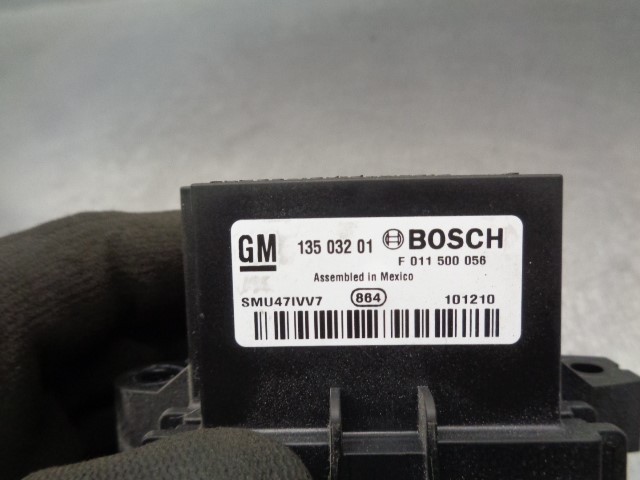 GM 135 032 01 BOSCH
F 011 500 056
Assembled in Mexico
SMU47IVV7 864 101210